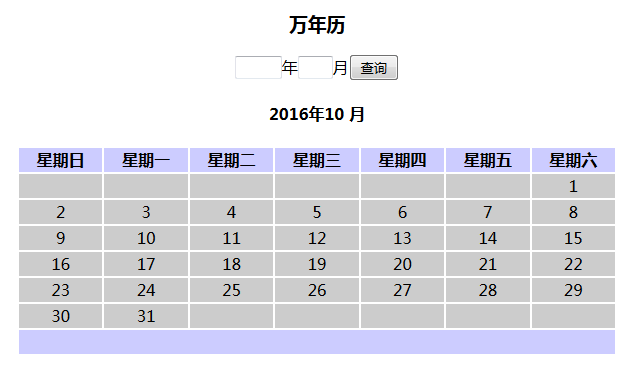 万年历
年 月 查询
2016年10 月
星期日 星期一 星期二 星期三 星期四 星期五 星期六
1
2 3 4 5 6 7 8
9 10 11 12 13 14 15
16 17 18 19 20 21 22
23 24 25 26 27 28 29
30 31